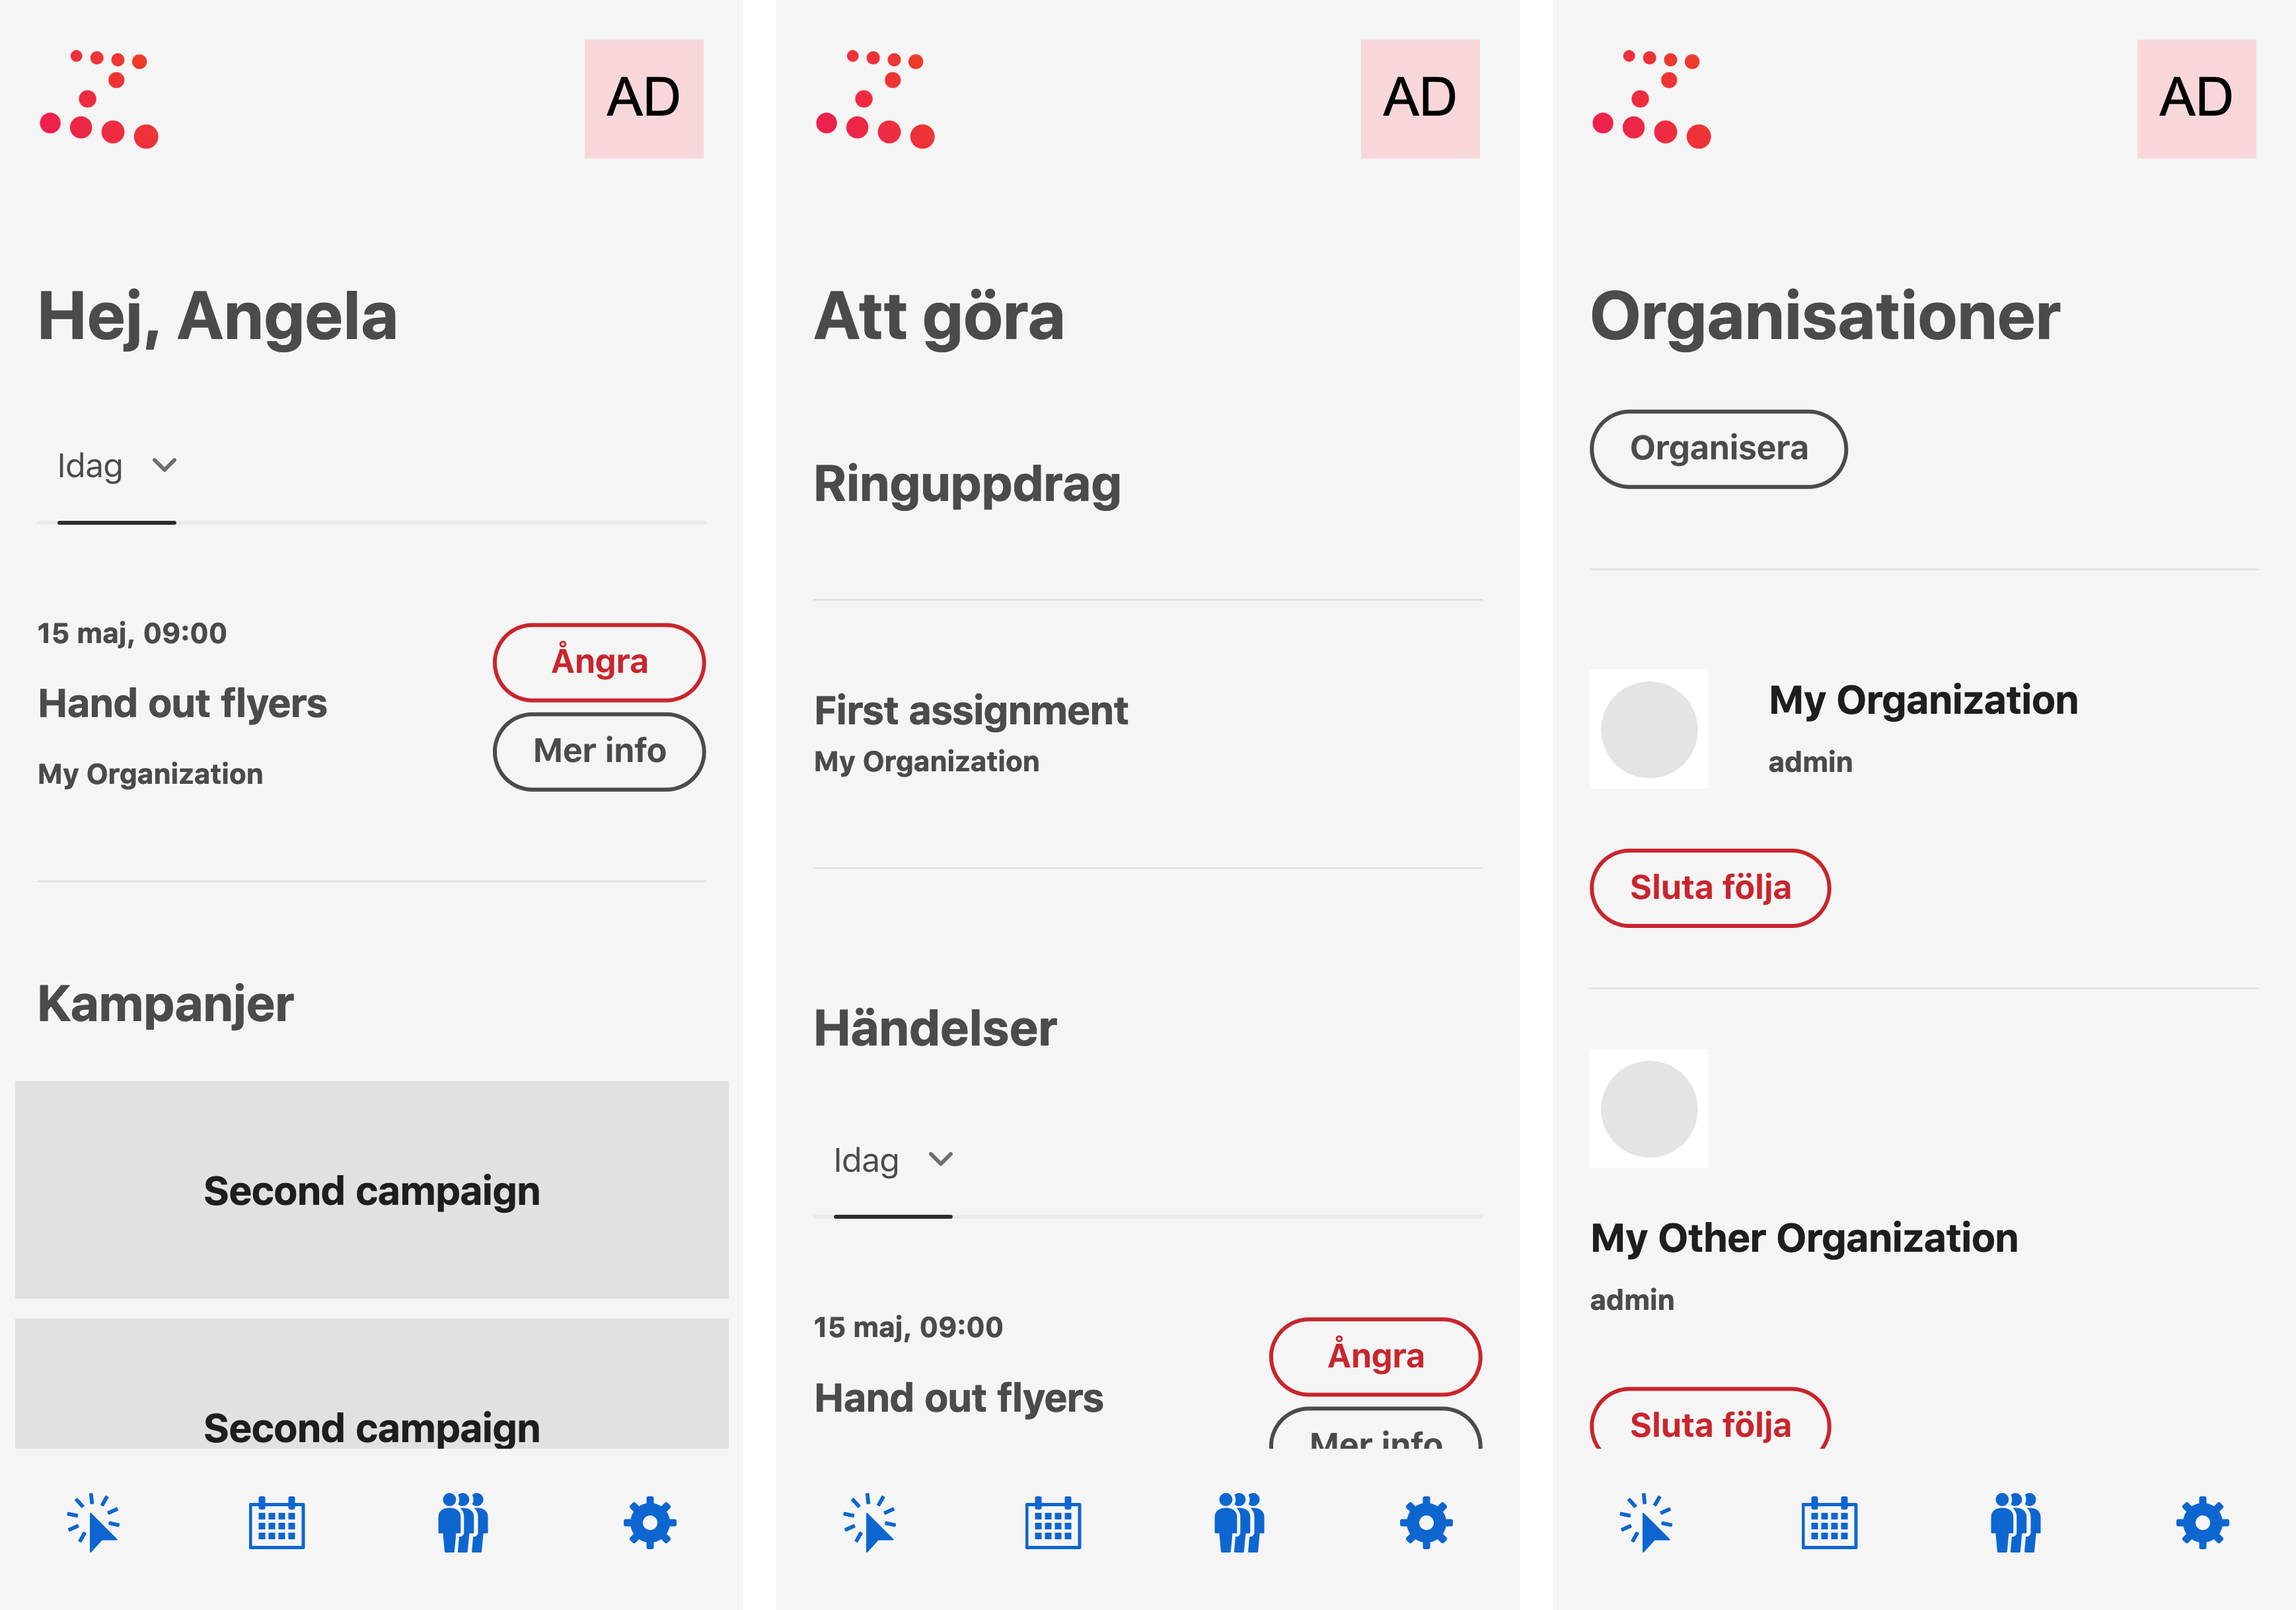 AD
Hej, Angela
Idag
15 maj, 09:00
Hand out flyers
My Organization
Ångra
Mer info
Kampanjer
Second campaign
Second campaign
AD
Att göra
Ringuppdrag
First assignment
My Organization
Händelser
Idag
15 maj, 09:00
Hand out flyers
Ångra
Mer info
AD
Organisationer
Organisera
My Organization
admin
Sluta följa
My Other Organization
admin
Sluta följa